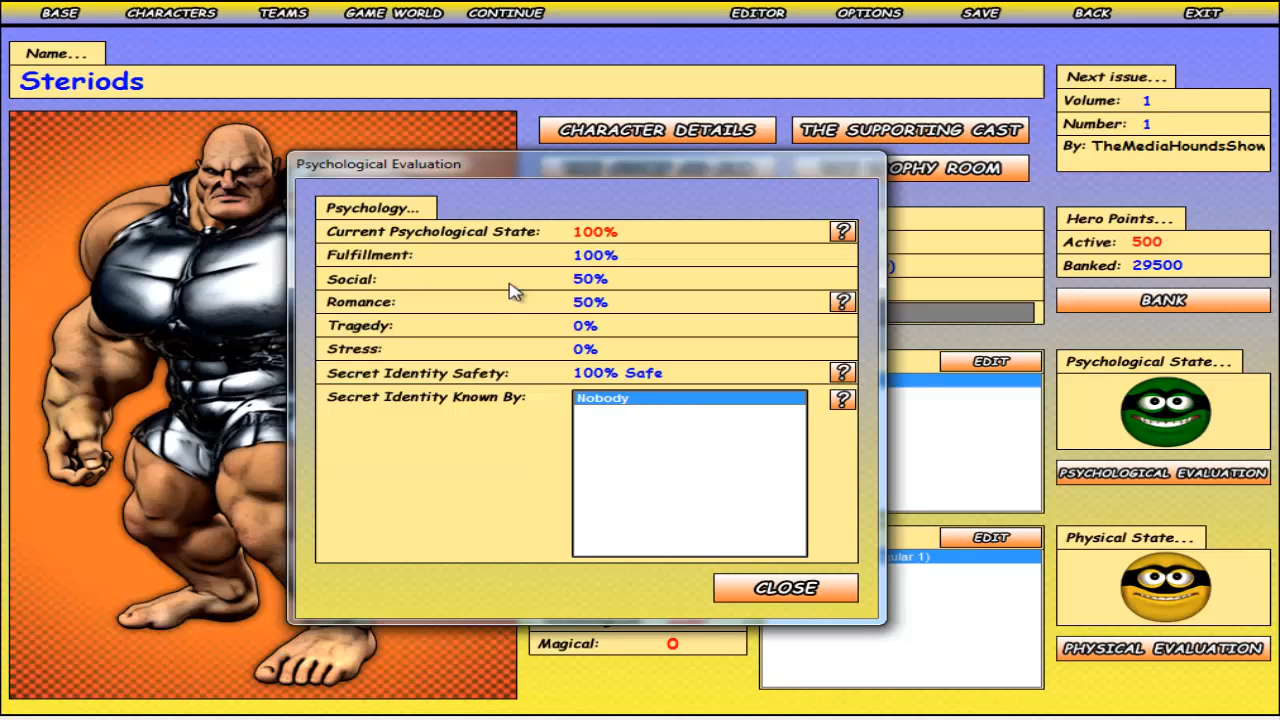 BASE CHARACTERS TEAMS GAME WORLD CONTINUE EDITOR OPTIONS SAVE BACK EXIT
Name...
Steriods
Next issue...
Volume: 1
Number: 1
By: TheMediaHoundsShow
CHARACTER DETAILS THE SUPPORTING CAST
OPHY ROOM
Psychological Evaluation
Psychology...
Current Psychological State: 100% ?
Fulfillment: 100%
Social: 50%
Romance: 50% ?
Tragedy: 0%
Stress: 0%
Secret Identity Safety: 100% Safe ?
Secret Identity Known By: Nobody ?
CLOSE
)
Hero Points...
Active: 500
Banked: 29500
BANK
EDIT
Psychological State...
PSYCHOLOGICAL EVALUATION
EDIT
ular 1)
Physical State...
PHYSICAL EVALUATION
Magical: 0